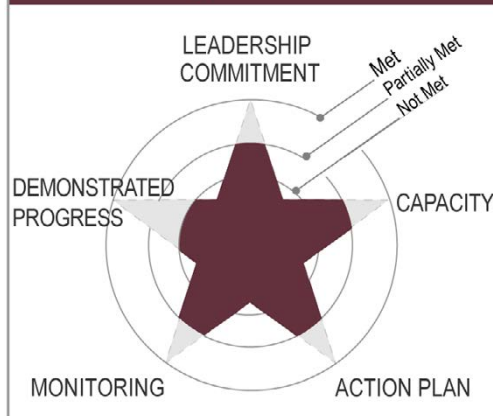 LEADERSHIP
COMMITMENT
Met
Partially Met
Not Met
DEMONSTRATED
PROGRESS
CAPACITY
MONITORING
ACTION PLAN